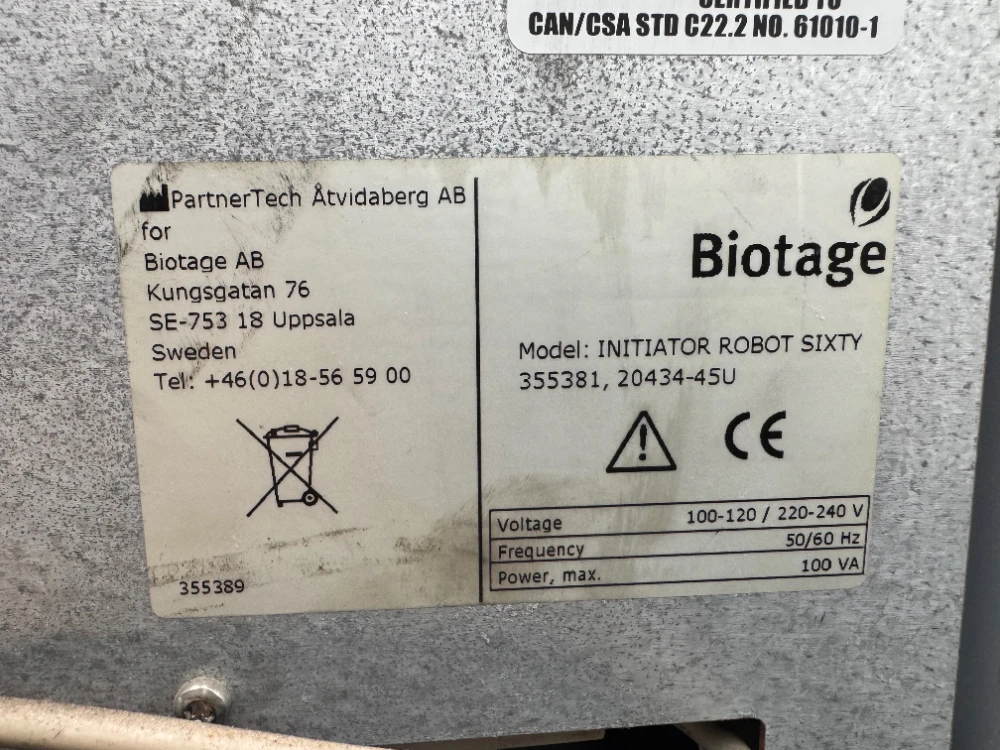 CERTIFIED TO
CAN/CSA STD C22.2 NO. 61010-1
PartnerTech Åtvidaberg AB
for
Biotage AB
Kungsgatan 76
SE-753 18 Uppsala
Sweden
Tel: +46(0)18-56 59 00
355389
Biotage
Model: INITIATOR ROBOT SIXTY
355381, 20434-45U
CE
Voltage 100-120 / 220-240 V
Frequency 50/60 Hz
Power, max. 100 VA